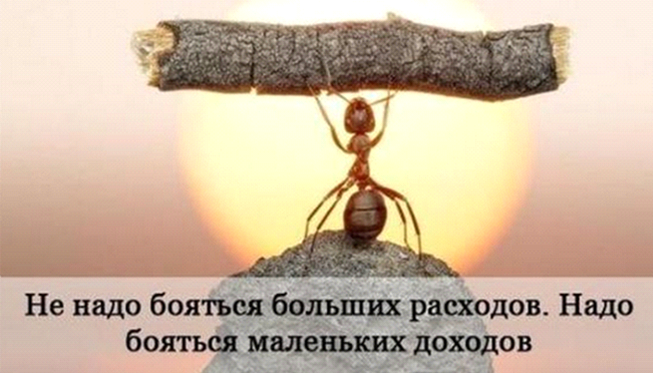 Не надо бояться больших расходов. Надо
бояться маленьких доходов